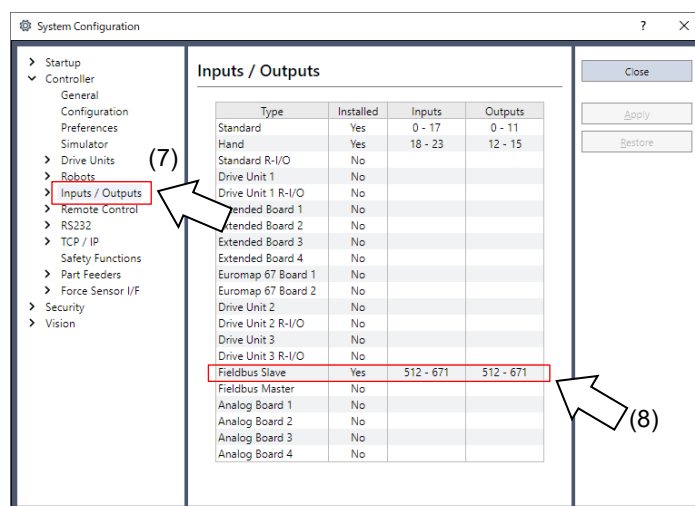 System Configuration
?
Startup
Controller
General
Configuration
Preferences
Simulator
Drive Units
Robots
Inputs / Outputs
Remote Control
RS232
TCP / IP
Safety Functions
Part Feeders
Force Sensor I/F
Security
Vision
(7)
Inputs / Outputs
Type Installed Inputs Outputs
Standard Yes 0 - 17 0 - 11
Hand Yes 18 - 23 12 - 15
Standard R-I/O No
Drive Unit 1 No
Drive Unit 1 R-I/O No
Extended Board 1 No
Extended Board 2 No
Extended Board 3 No
Extended Board 4 No
Euromap 67 Board 1 No
Euromap 67 Board 2 No
Drive Unit 2 No
Drive Unit 2 R-I/O No
Drive Unit 3 No
Drive Unit 3 R-I/O No
Fieldbus Slave Yes 512 - 671 512 - 671
Fieldbus Master No
Analog Board 1 No
Analog Board 2 No
Analog Board 3 No
Analog Board 4 No
(8)
Close
Apply
Restore